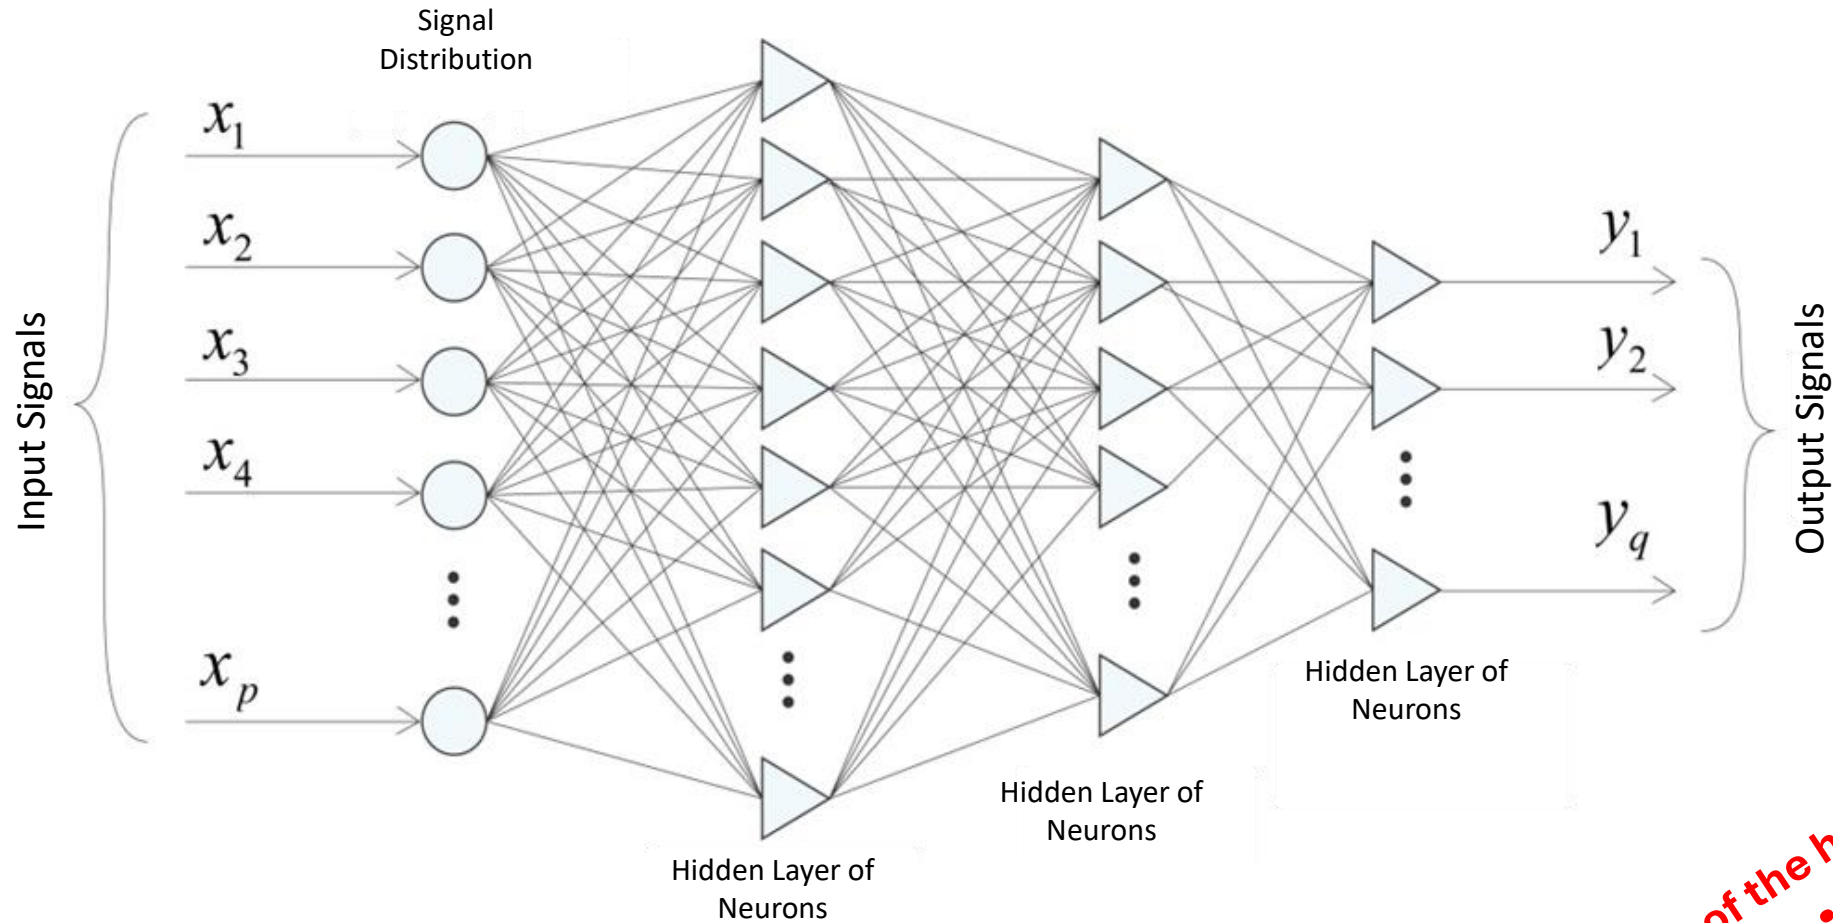 Signal
Distribution
Input Signals
x1
x2
x3
x4
xp
y1
y2
yq
Output Signals
Hidden Layer of
Neurons
Hidden Layer of
Neurons
Hidden Layer of
Neurons
of the h